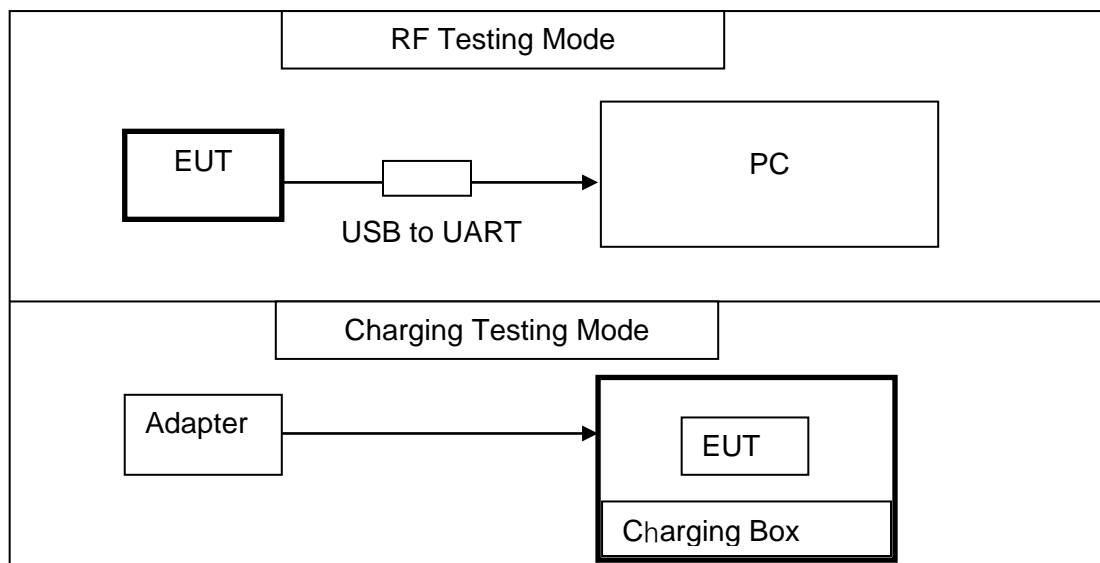 RF Testing Mode
EUT
PC
USB to UART
Charging Testing Mode
Adapter
EUT
Charging Box